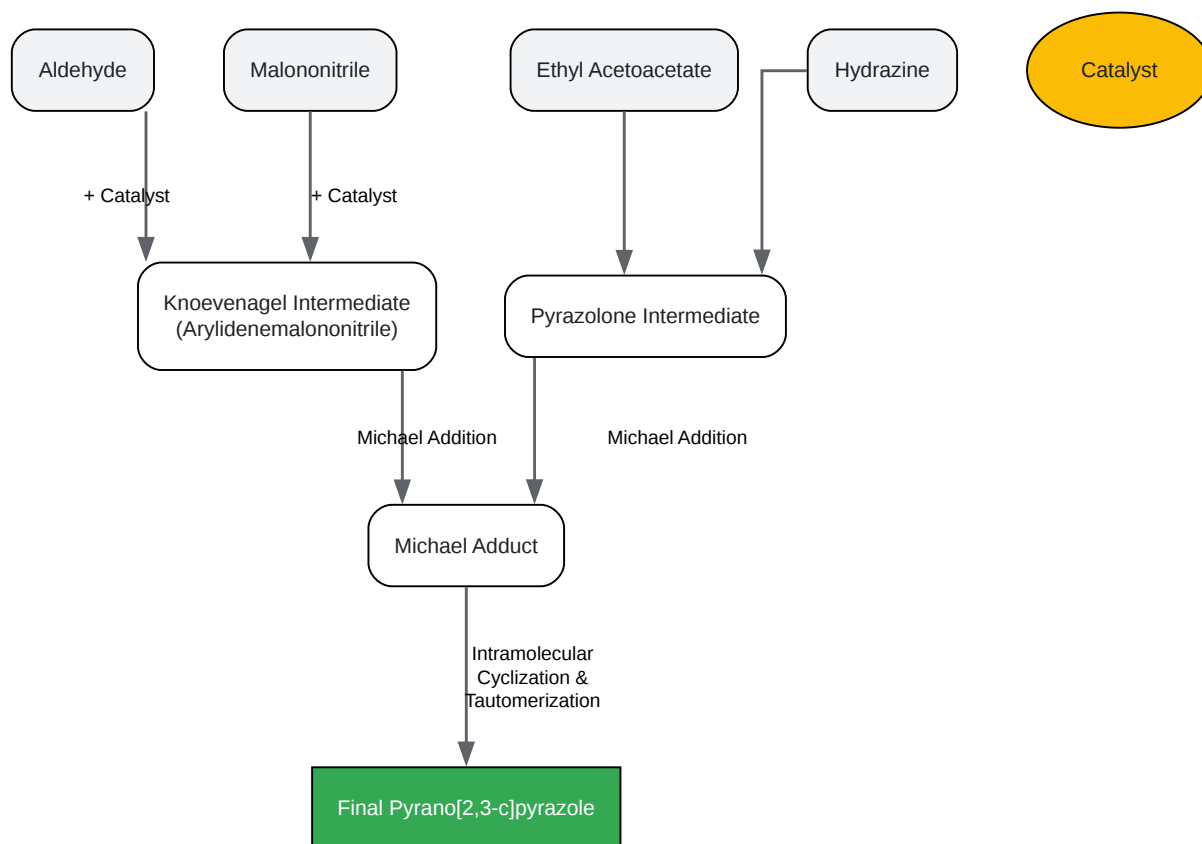 Aldehyde
Malononitrile
Ethyl Acetoacetate
Hydrazine
Catalyst
+ Catalyst
+ Catalyst
Knoevenagel Intermediate
(Arylidenemalononitrile)
Pyrazolone Intermediate
Michael Addition
Michael Addition
Michael Adduct
Intramolecular
Cyclization &
Tautomerization
Final Pyrano[2,3-c]pyrazole